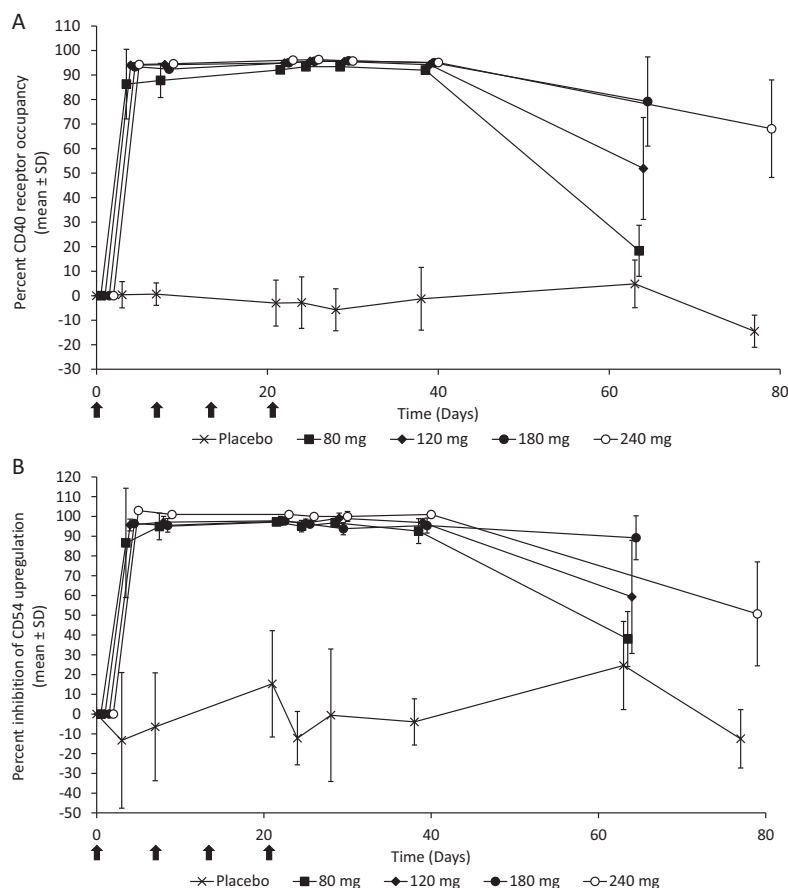 A
Percent CD40 receptor occupancy
(mean ± SD)
110
100
90
80
70
60
50
40
30
20
10
0
-10
-20
-30
0
20
40
60
80
Time (Days)
Placebo
80 mg
120 mg
180 mg
240 mg
B
Percent inhibition of CD54 upregulation
(mean ± SD)
120
110
100
90
80
70
60
50
40
30
20
10
0
-10
-20
-30
-40
-50
0
20
40
60
80
Time (Days)
Placebo
80 mg
120 mg
180 mg
240 mg